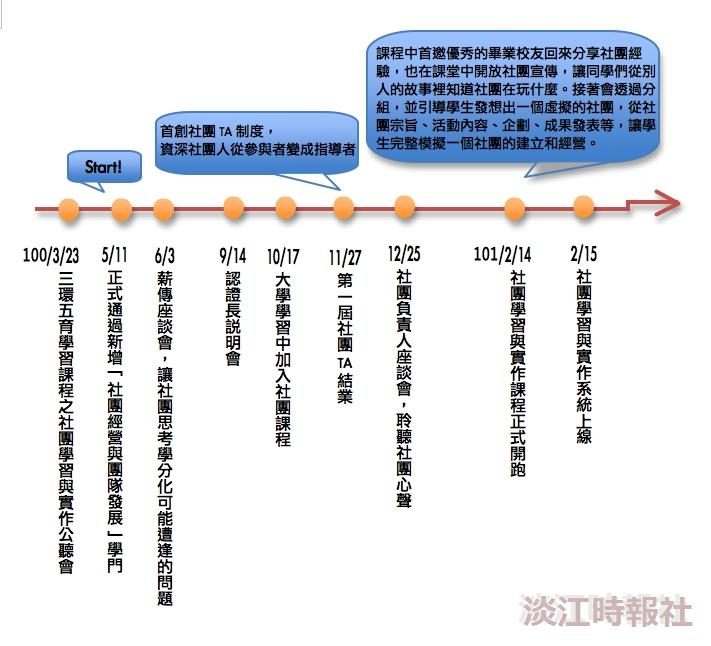 課程中首邀優秀的畢業校友回來分享社團經
驗，也在課堂中開放社團宣傳，讓同學們從別
人的故事裡知道社團在玩什麼。接著會透過分
組，並引導學生發想出一個虛擬的社團，從社
團宗旨、活動內容、企劃、成果發表等，讓學
生完整模擬一個社團的建立和經營。
首創社團 TA 制度，
資深社團人從參與者變成指導者
Start!
100/3/23
三環五育學習課程之社團學習與實作公聽會
5/11
正式通過新增「社團經營與團隊發展」學門
6/3
薪傳座談會，讓社團思考學分化可能遭逢的問題
9/14
認證長說明會
10/17
大學學習中加入社團課程
11/27
第一屆社團 TA 結業
12/25
社團負責人座談會，聆聽社團心聲
101/2/14
社團學習與實作課程正式開跑
2/15
社團學習與實作系統上線
淡江時報社